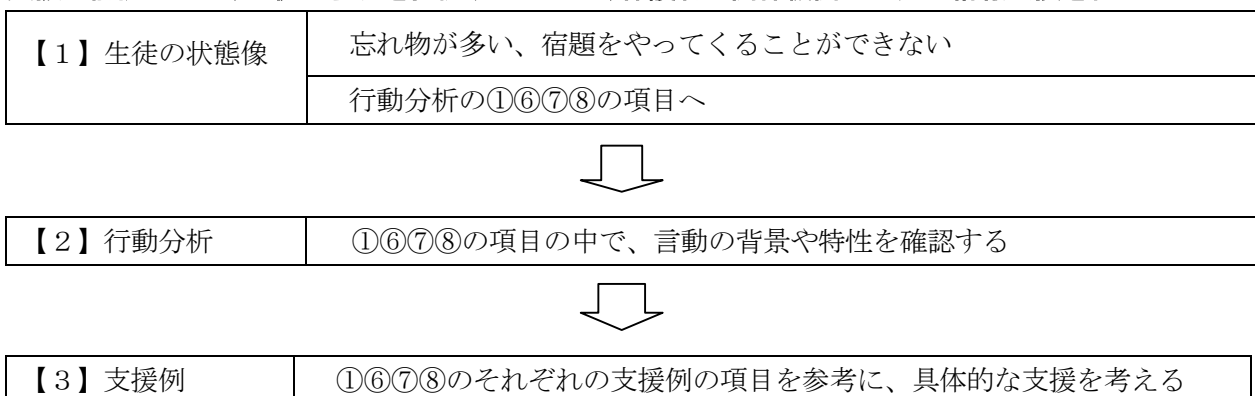 【１】生徒の状態像
忘れ物が多い、宿題をやってくることができない
行動分析の①⑥⑦⑧の項目へ
【２】行動分析
①⑥⑦⑧の項目の中で、言動の背景や特性を確認する
【３】支援例
①⑥⑦⑧のそれぞれの支援例の項目を参考に、具体的な支援を考える